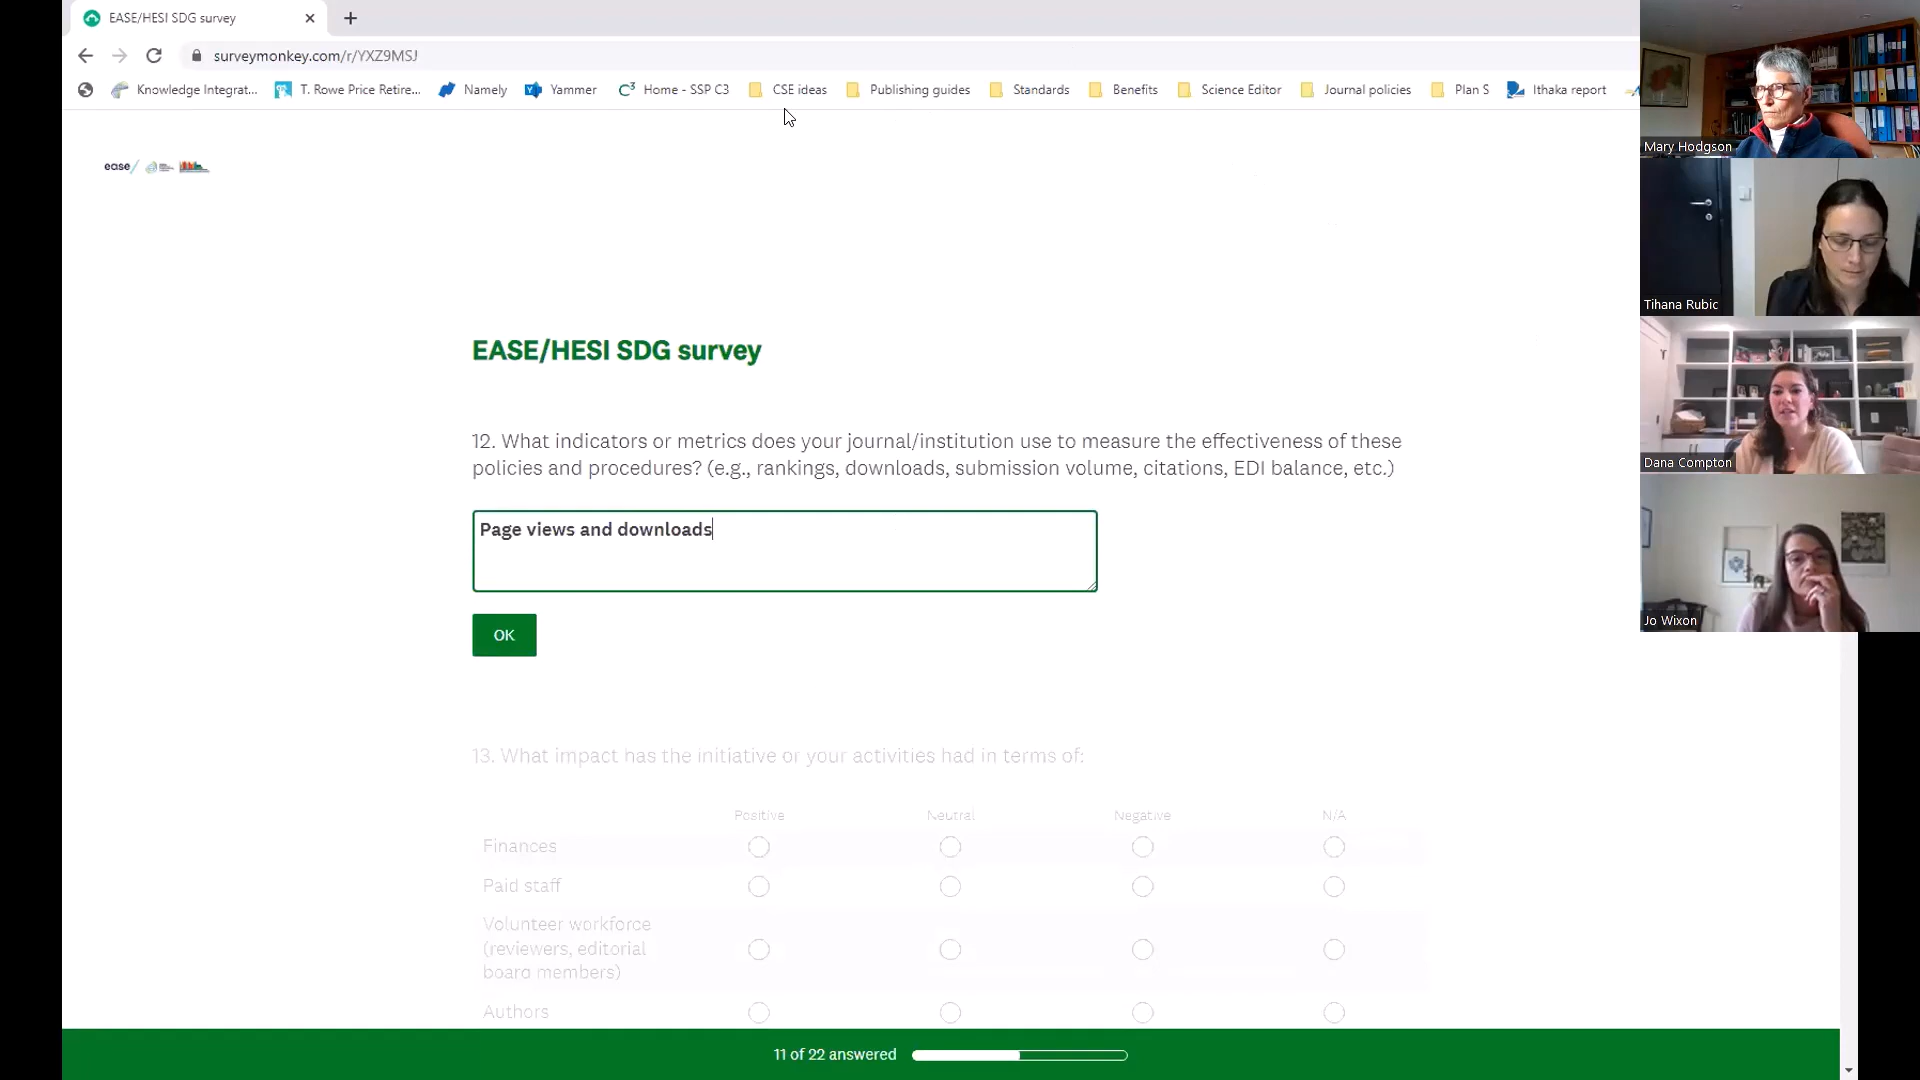 EASE/HESI SDG survey
surveymonkey.com/r/YXZ9MSJ
Knowledge Integrat... T. Rowe Price Retire... Namely Yammer Home - SSP C3 CSE ideas Publishing guides Standards Benefits Science Editor Journal policies Plan S Ithaka report
ease/
EASE/HESI SDG survey
12. What indicators or metrics does your journal/institution use to measure the effectiveness of these
policies and procedures? (e.g., rankings, downloads, submission volume, citations, EDI balance, etc.)
Page views and downloads
OK
13. What impact has the initiative or your activities had in terms of:
Positive Neutral Negative N/A
Finances
Paid staff
Volunteer workforce
(reviewers, editorial
board members)
Authors
11 of 22 answered
Mary Hodgson
Tihana Rubic
Dana Compton
Jo Wixon